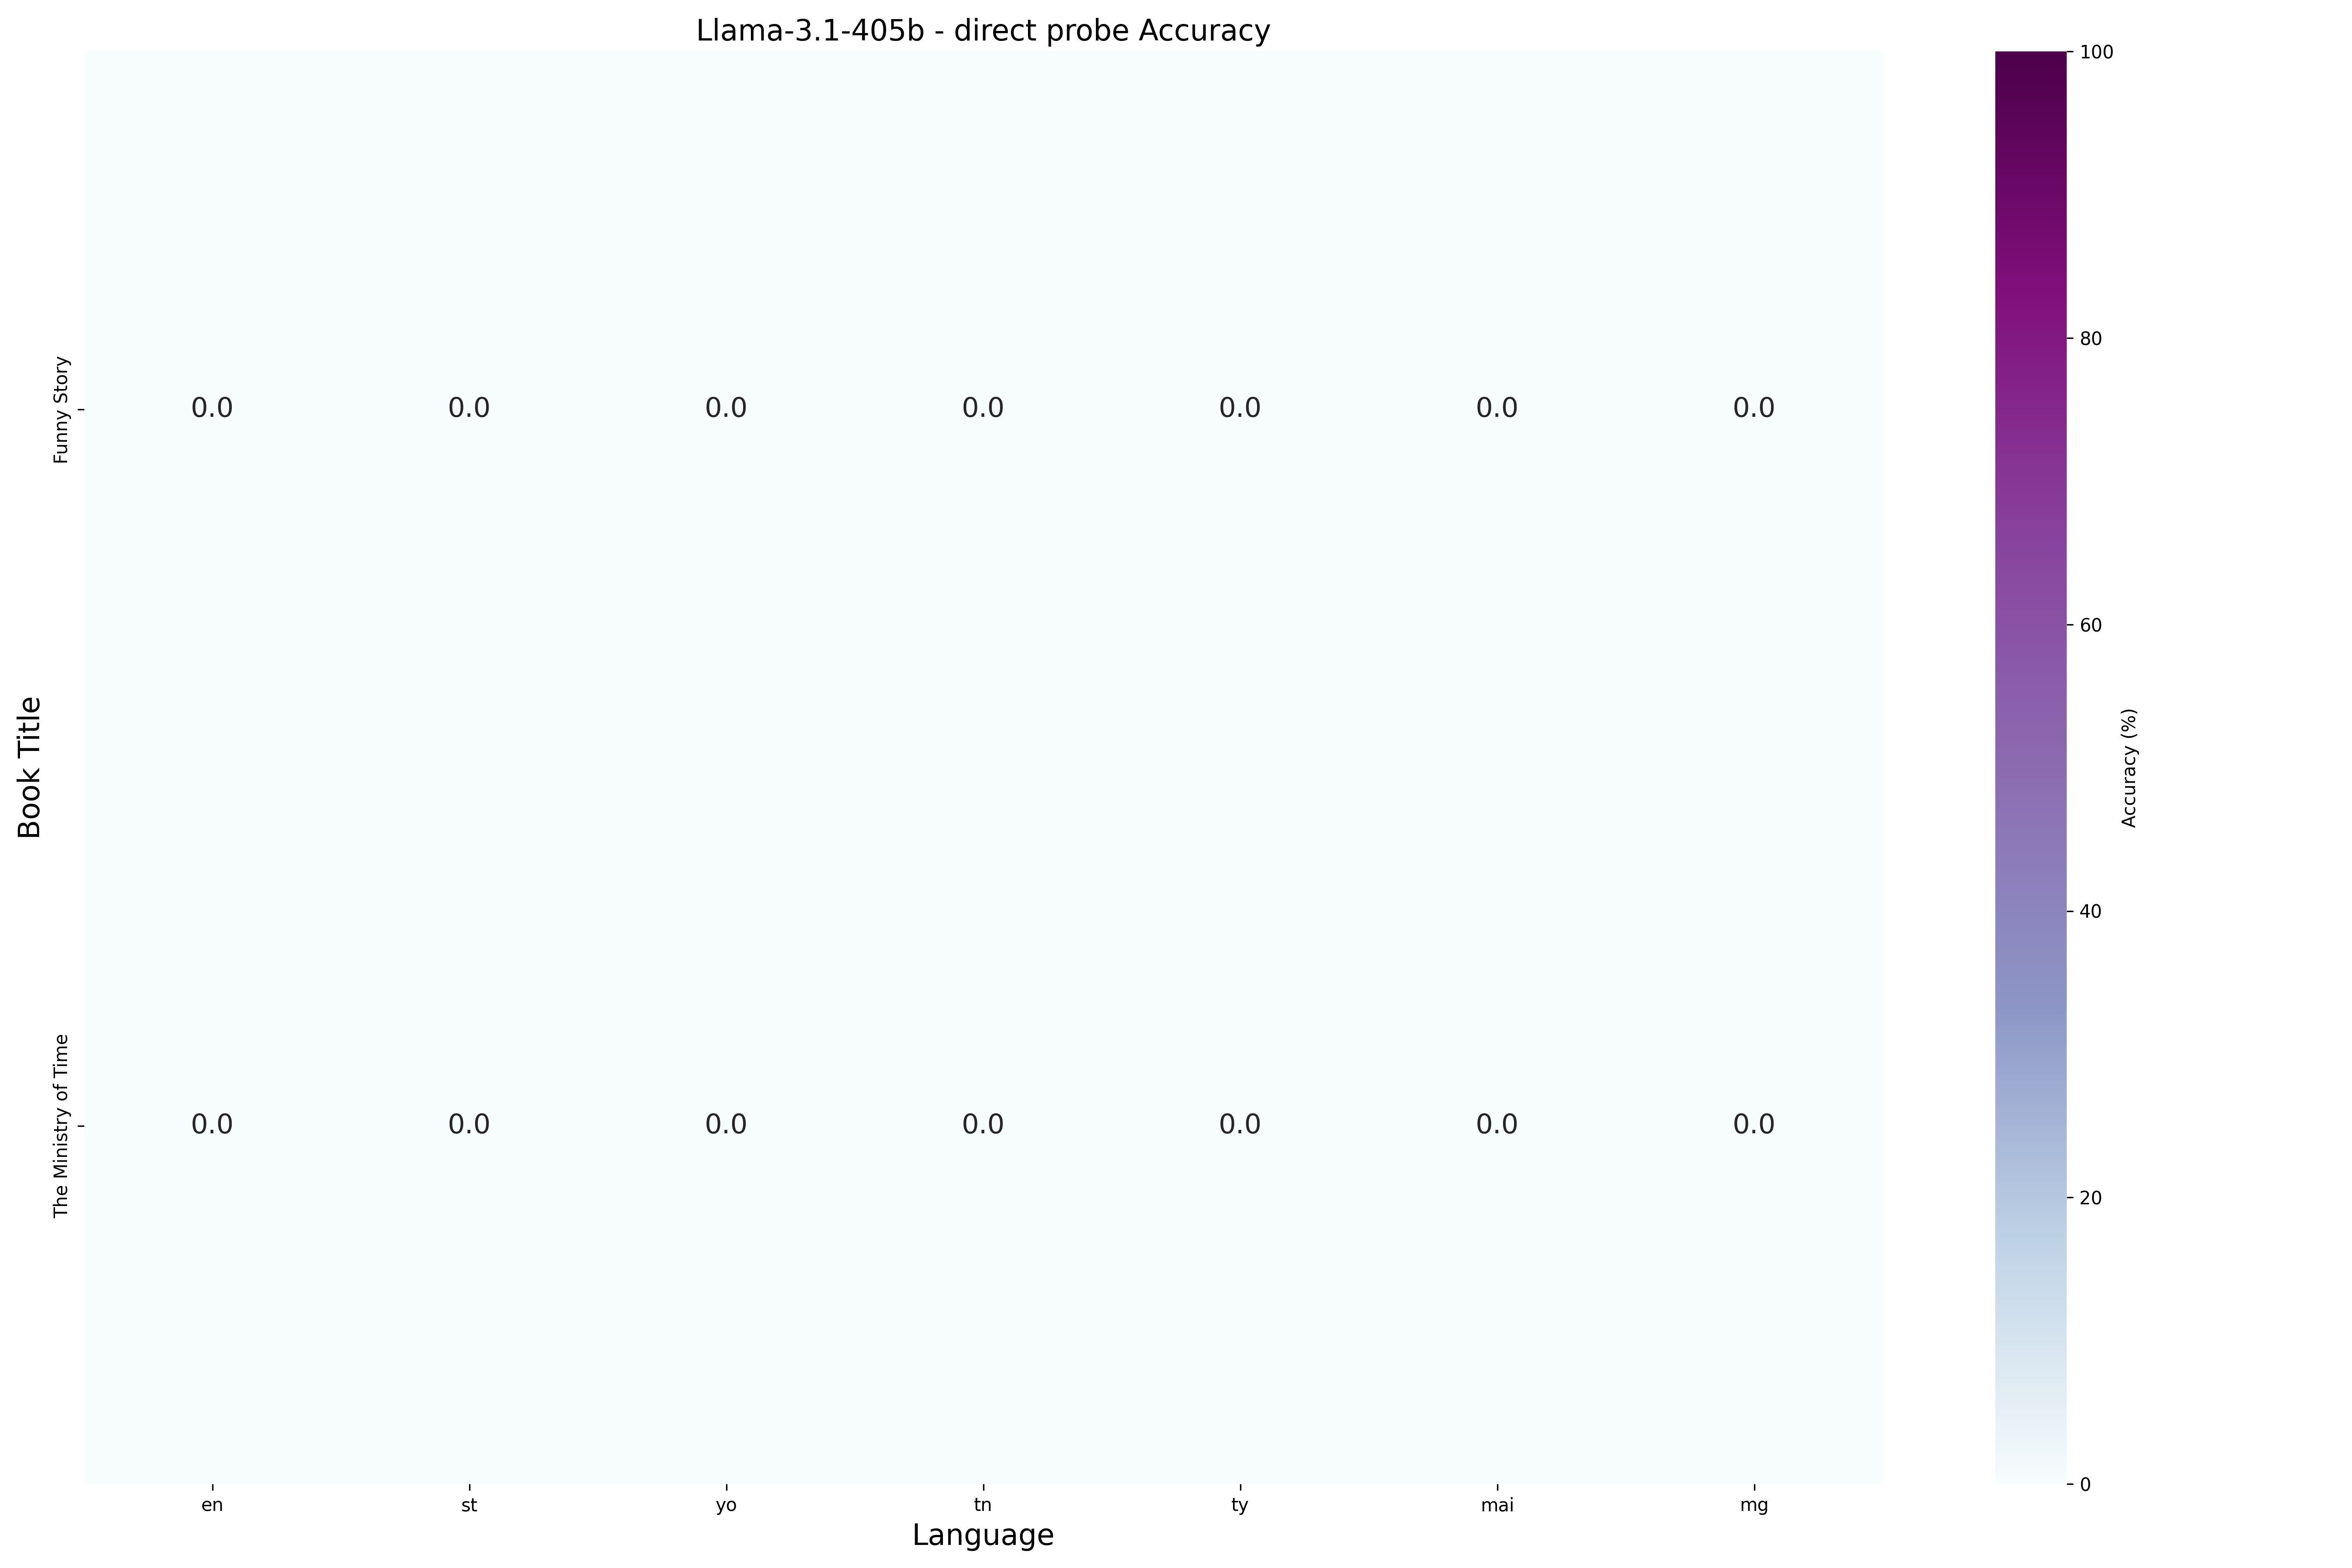 Llama-3.1-405b - direct probe Accuracy
Book Title
Funny Story
0.0 0.0 0.0 0.0 0.0 0.0 0.0
The Ministry of Time
0.0 0.0 0.0 0.0 0.0 0.0 0.0
en st yo tn ty mai mg
Language
100
80
60
40
20
0
Accuracy (%)